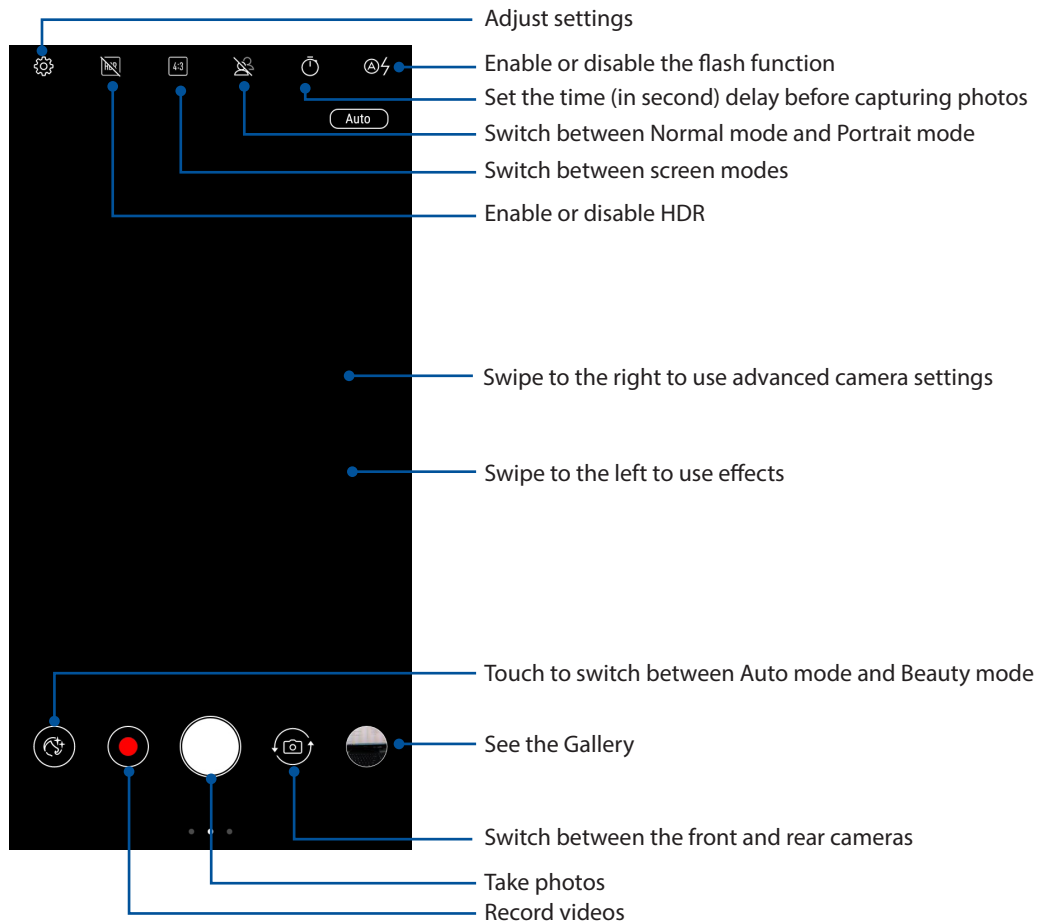 Adjust settings
Enable or disable the flash function
Set the time (in second) delay before capturing photos
Switch between Normal mode and Portrait mode
Switch between screen modes
Enable or disable HDR
HDR
4:3
A
Auto
Swipe to the right to use advanced camera settings
Swipe to the left to use effects
Touch to switch between Auto mode and Beauty mode
See the Gallery
Switch between the front and rear cameras
Take photos
Record videos